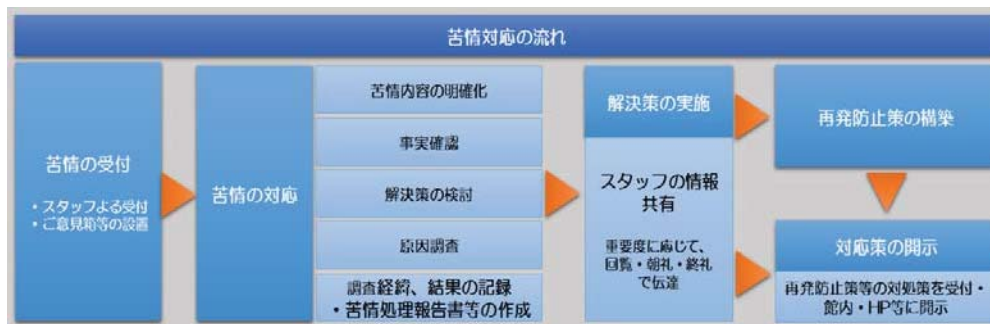 苦情対応の流れ
苦情の受付
・スタッフよる受付
・ご意見箱等の設置
苦情の対応
苦情内容の明確化
事実確認
解決策の検討
原因調査
調査経緯、結果の記録
・苦情処理報告書等の作成
解決策の実施
スタッフの情報
共有
重要度に応じて、
回覧・朝礼・終礼
で伝達
再発防止策の構築
対応策の開示
再発防止策等の対処策を受付・
館内・HP等に開示